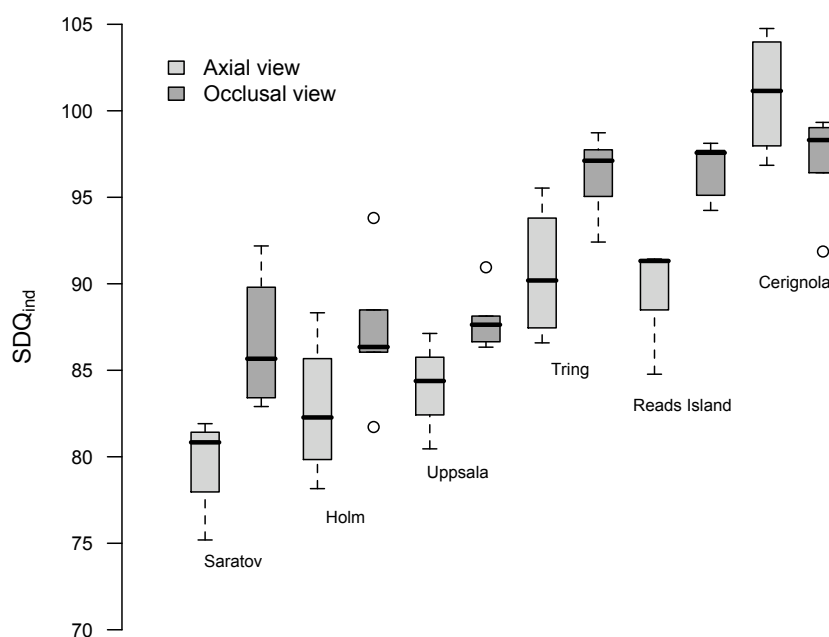 105
100
95
90
85
80
75
70
SDQind
Axial view
Occlusal view
Saratov
Holm
Uppsala
Tring
Reads Island
Cerignola